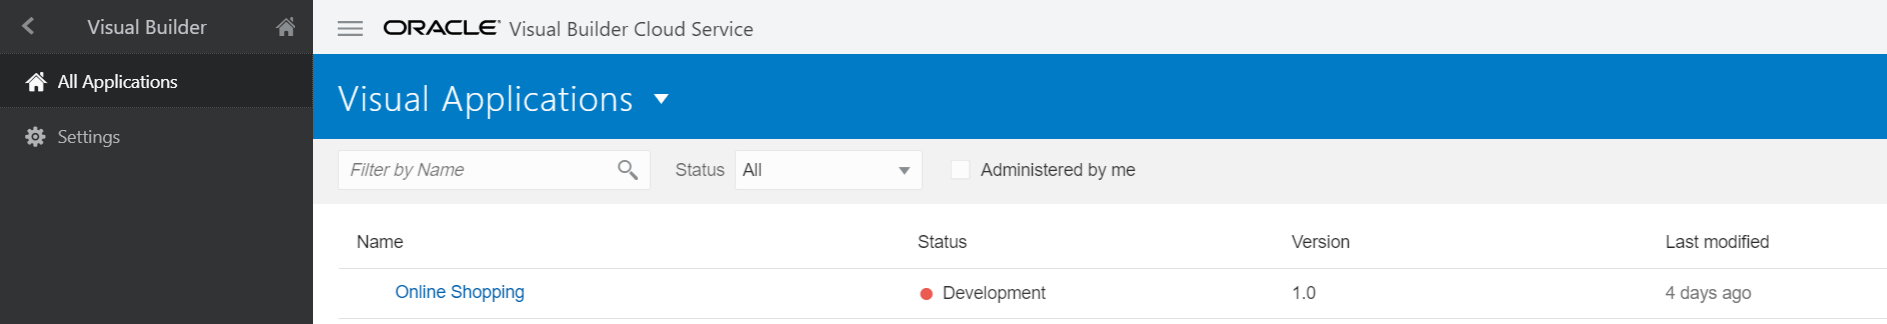 Visual Builder
All Applications
Settings
ORACLE Visual Builder Cloud Service
Visual Applications
Filter by Name Status All Administered by me
Name Status Version Last modified
Online Shopping Development 1.0 4 days ago